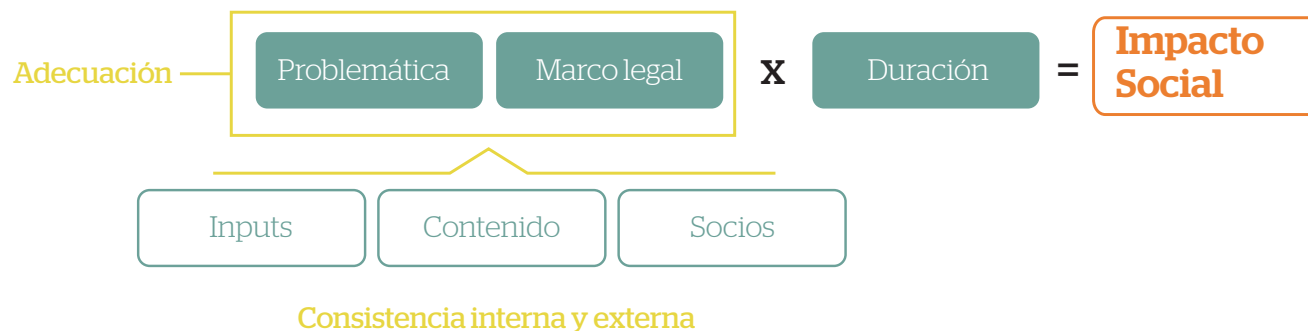 Adecuación
Problemática
Marco legal
x
Duración
=
Impacto
Social
Inputs
Contenido
Socios
Consistencia interna y externa